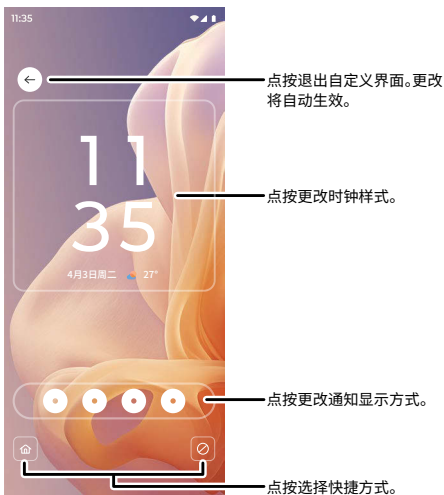 11:35
点按退出自定义界面。更改
将自动生效。
11
35
点按更改时钟样式。
4月3日周二 27°
点按更改通知显示方式。
点按选择快捷方式。